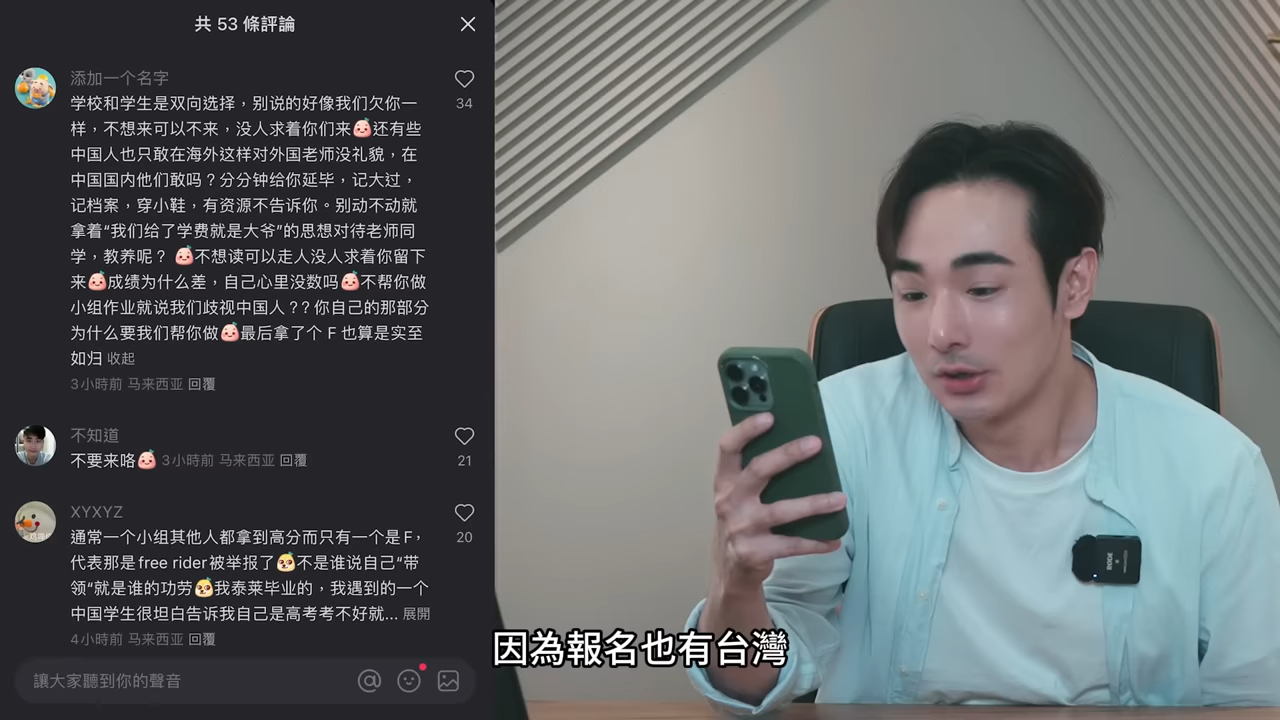 共 53 條評論
添加一个名字
学校和学生是双向选择，别说的好像我们欠你一
样，不想来可以不来，没人求着你们来还有些
中国人也只敢在海外这样对外国老师没礼貌，在
中国国内他们敢吗？分分钟给你延毕，记大过，
记档案，穿小鞋，有资源不告诉你。别动不动就
拿着“我们给了学费就是大爷”的思想对待老师同
学，教养呢？不想读可以走人没人求着你留下
来成绩为什么差，自己心里没数吗不帮你做
小组作业就说我们歧视中国人？？你自己的那部分
为什么要我们帮你做最后拿了个 F 也算是实至
如归 收起
3小時前 马来西亚 回覆
34
不知道
不要来咯 3小時前 马来西亚 回覆
21
XYXYZ
通常一个小组其他人都拿到高分而只有一个是F，
代表那是free rider被举报了不是谁说自己“带
领“就是谁的功劳我泰莱毕业的，我遇到的一个
中国学生很坦白告诉我自己是高考考不好就... 展開
4小時前 马来西亚 回覆
20
讓大家聽到你的聲音
因為報名也有台灣
RODE